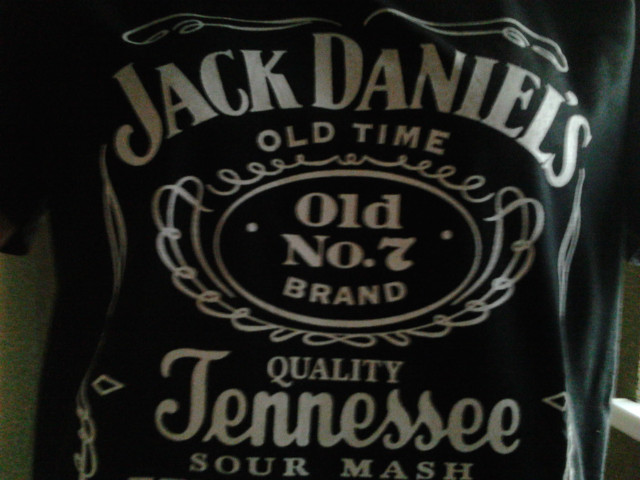 JACK DANIEL'S
OLD TIME
Old
No.7
BRAND
QUALITY
Tennessee
SOUR MASH